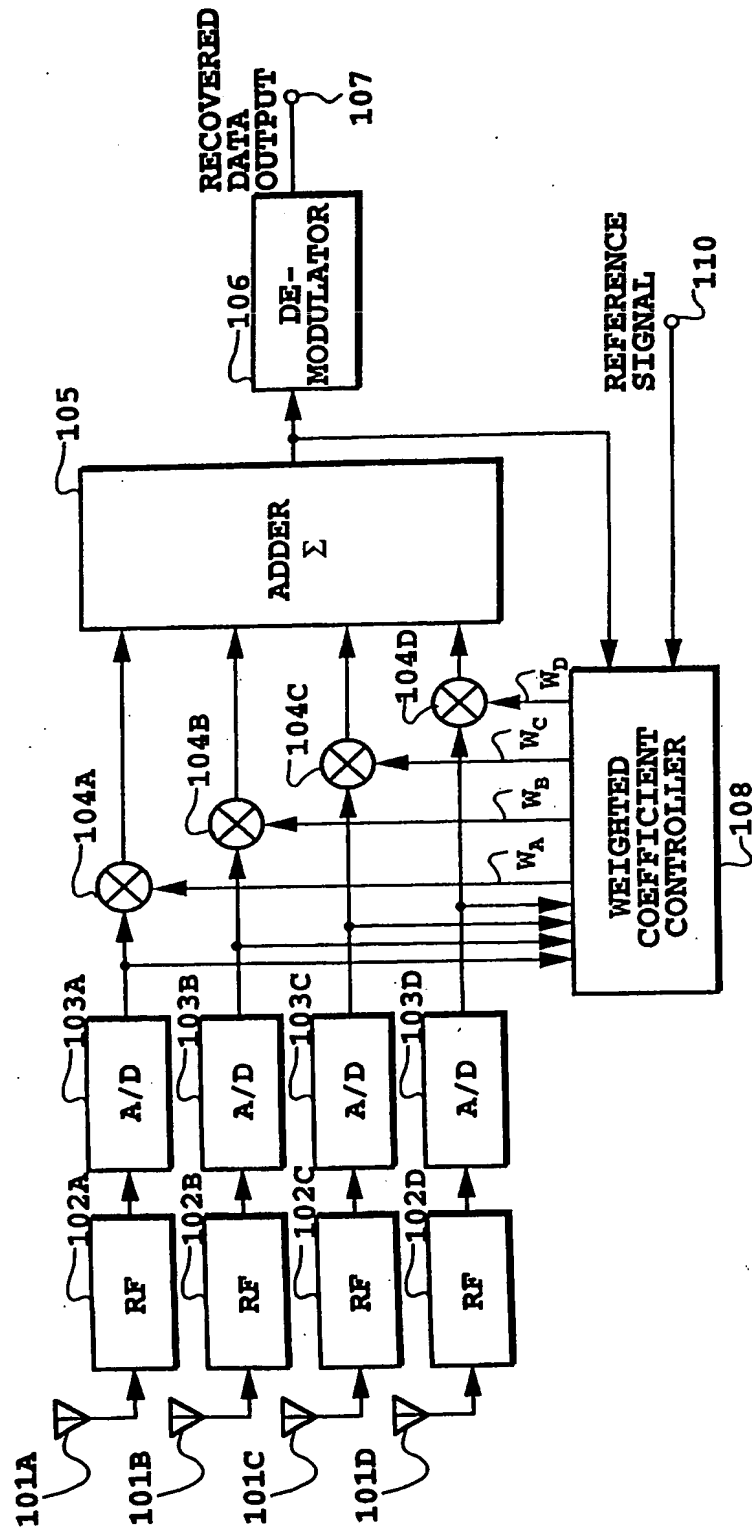 101A
102A
RF
103A
A/D
104A
101B
102B
RF
103B
A/D
104B
101C
102C
RF
103C
A/D
104C
101D
102D
RF
103D
A/D
104D
W_A
W_B
W_C
W_D
105
ADDER
Σ
106
DE-
MODULATOR
RECOVERED
DATA
OUTPUT
107
WEIGHTED
COEFFICIENT
CONTROLLER
108
REFERENCE
SIGNAL
110